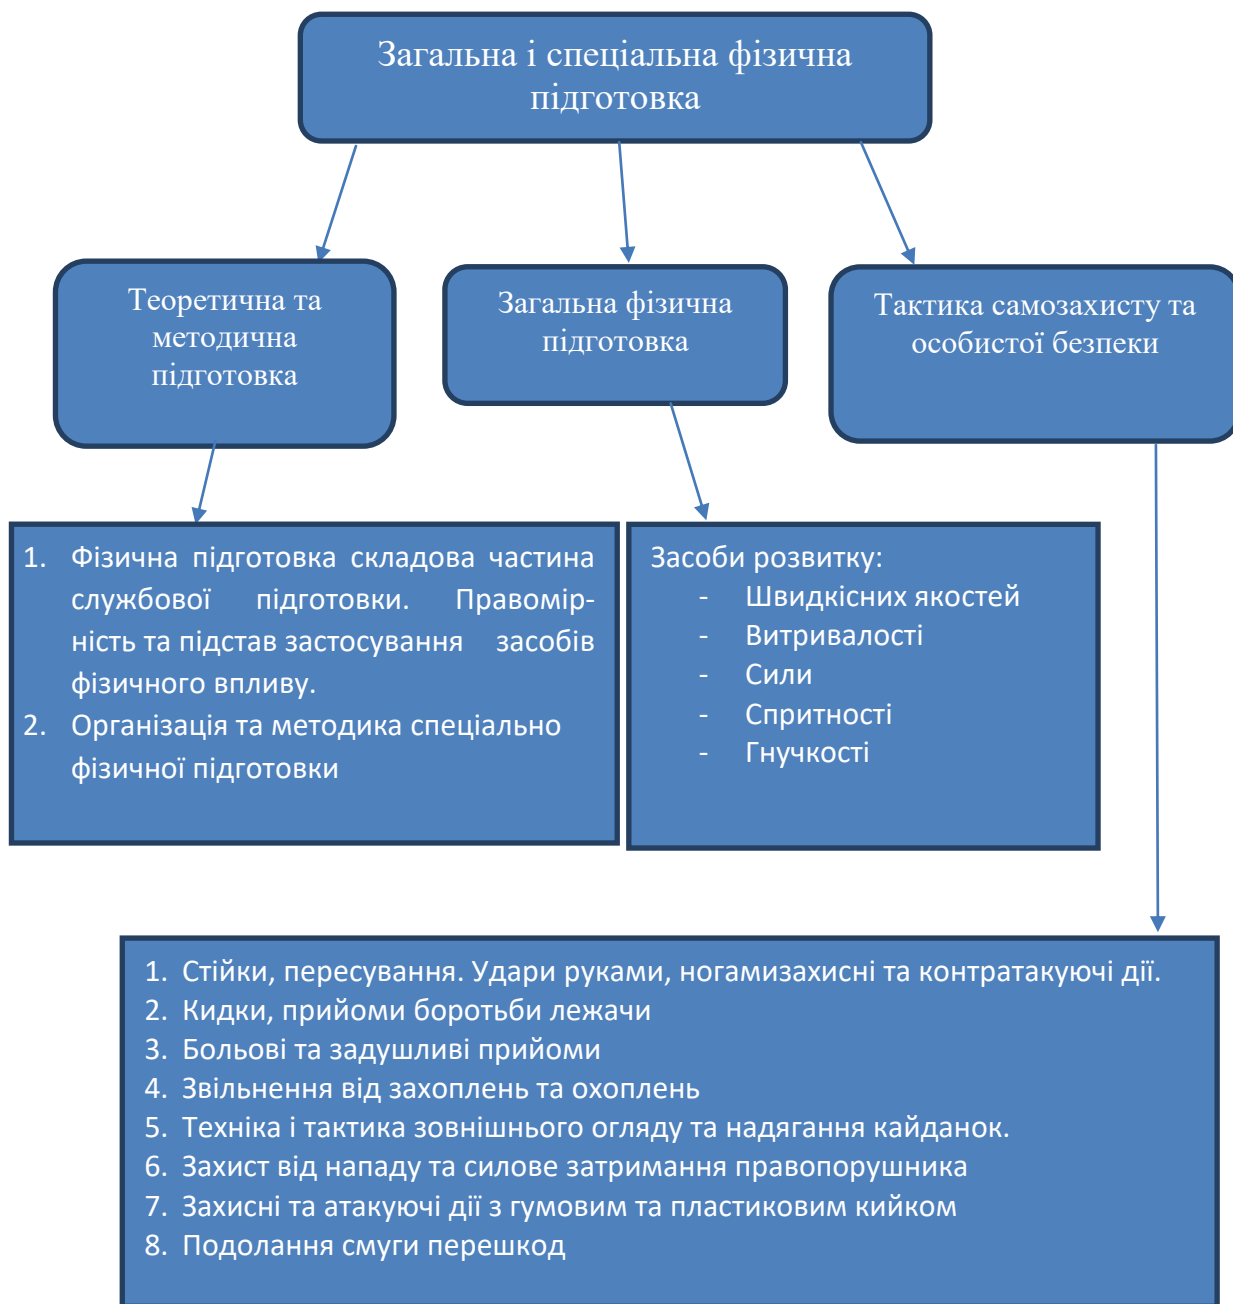 Загальна і спеціальна фізична
підготовка
Теоретична та
методична
підготовка
Загальна фізична
підготовка
Тактика самозахисту та
особистої безпеки
1. Фізична підготовка складова частина
службової підготовки. Правомір-
ність та підстав застосування засобів
фізичного впливу.
2. Організація та методика спеціально
фізичної підготовки
Засоби розвитку:
- Швидкісних якостей
- Витривалості
- Сили
- Спритності
- Гнучкості
1. Стійки, пересування. Удари руками, ногамизахисні та контратакуючі дії.
2. Кидки, прийоми боротьби лежачи
3. Больові та задушливі прийоми
4. Звільнення від захоплень та охоплень
5. Техніка і тактика зовнішнього огляду та надягання кайданок.
6. Захист від нападу та силове затримання правопорушника
7. Захисні та атакуючі дії з гумовим та пластиковим кийком
8. Подолання смуги перешкод